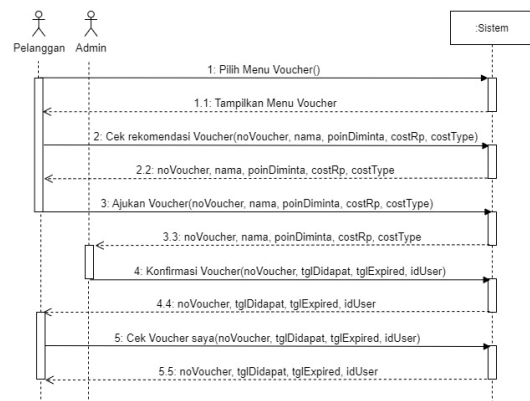 Pelanggan
Admin
:Sistem
1: Pilih Menu Voucher()
1.1: Tampilkan Menu Voucher
2: Cek rekomendasi Voucher(noVoucher, nama, poinDiminta, costRp, costType)
2.2: noVoucher, nama, poinDiminta, costRp, costType
3: Ajukan Voucher(noVoucher, nama, poinDiminta, costRp, costType)
3.3: noVoucher, nama, poinDiminta, costRp, costType
4: Konfirmasi Voucher(noVoucher, tglDidapat, tglExpired, idUser)
4.4: noVoucher, tglDidapat, tglExpired, idUser
5: Cek Voucher saya(noVoucher, tglDidapat, tglExpired, idUser)
5.5: noVoucher, tglDidapat, tglExpired, idUser